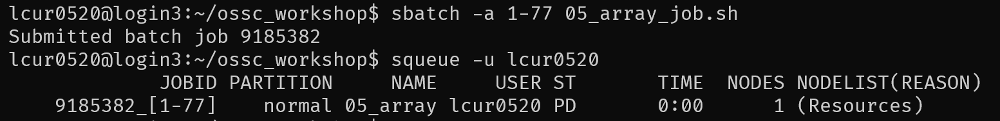 lcur0520@login3:~/ossc_workshop$ sbatch -a 1-77 05_array_job.sh
Submitted batch job 9185382
lcur0520@login3:~/ossc_workshop$ squeue -u lcur0520
JOBID PARTITION NAME USER ST TIME NODES NODELIST(REASON)
9185382_[1-77] normal 05_array lcur0520 PD 0:00 1 (Resources)